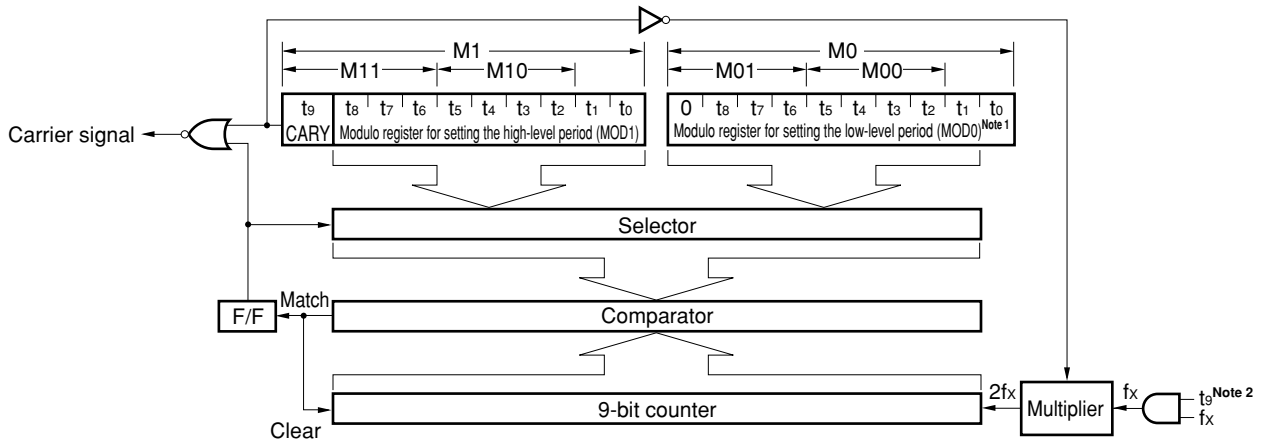 M1
M0
M11
M10
M01
M00
t9 t8 t7 t6 t5 t4 t3 t2 t1 t0
0 t8 t7 t6 t5 t4 t3 t2 t1 t0
Carrier signal
CARY
Modulo register for setting the high-level period (MOD1)
Modulo register for setting the low-level period (MOD0)Note 1
Selector
Match
F/F
Comparator
2fX
Multiplier
fX
t9Note 2
fX
9-bit counter
Clear